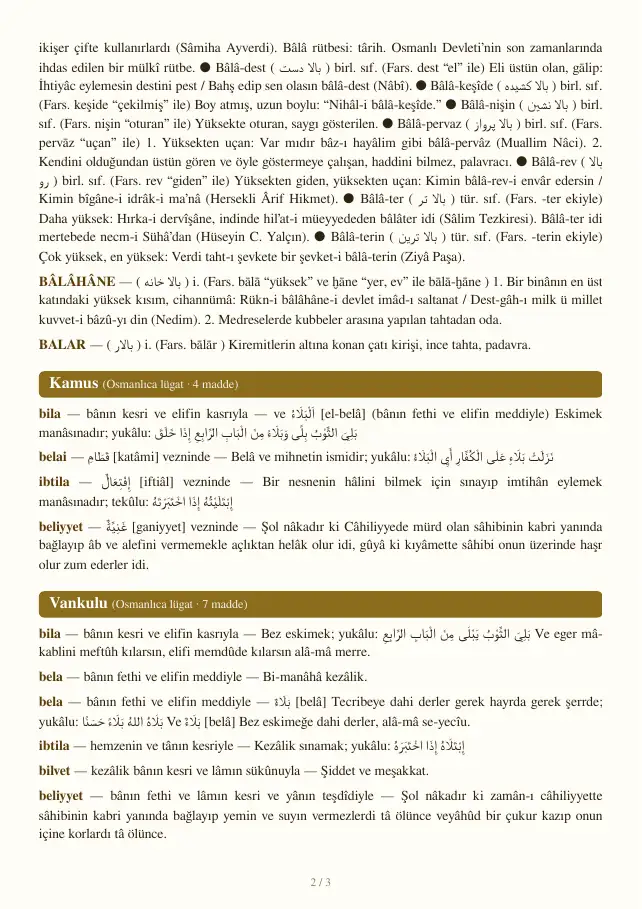 ikişer çifte kullanırlardı (Sâmiha Ayverdi). Bâlâ rütbesi: târih. Osmanlı Devleti’nin son zamanlarında
ihdas edilen bir mülkî rütbe. ● Bâlâ-dest ( بالا دست ) birl. sıf. (Fars. dest “el” ile) Eli üstün olan, gālip:
İhtiyâc eylemesin destini pest / Bahş edip sen olasın bâlâ-dest (Nâbî). ● Bâlâ-keşîde ( بالا كشيده ) birl. sıf.
(Fars. keşide “çekilmiş” ile) Boy atmış, uzun boylu: “Nihâl-i bâlâ-keşîde.” ● Bâlâ-nişin ( بالا نشين ) birl.
sıf. (Fars. nişin “oturan” ile) Yüksekte oturan, saygı gösterilen. ● Bâlâ-pervaz ( بالا پرواز ) birl. sıf. (Fars.
pervāz “uçan” ile) 1. Yüksekten uçan: Var mıdır bâz-ı hayâlim gibi bâlâ-pervâz (Muallim Nâci). 2.
Kendini olduğundan üstün gören ve öyle göstermeye çalışan, haddini bilmez, palavracı. ● Bâlâ-rev ( بالا
رو ) birl. sıf. (Fars. rev “giden” ile) Yüksekten giden, yüksekten uçan: Kimin bâlâ-rev-i envâr edersin /
Kimin bîgâne-i idrâk-i ma’nâ (Hersekli Ârif Hikmet). ● Bâlâ-ter ( بالا تر ) tür. sıf. (Fars. -ter ekiyle)
Daha yüksek: Hırka-i dervîşâne, indinde hil’at-i müeyyededen bâlâter idi (Sâlim Tezkiresi). Bâlâ-ter idi
mertebede necm-i Sühâ’dan (Hüseyin C. Yalçın). ● Bâlâ-terin ( بالا ترين ) tür. sıf. (Fars. -terin ekiyle)
Çok yüksek, en yüksek: Verdi taht-ı şevkete bir şevket-i bâlâ-terin (Ziyâ Paşa).
BÂLÂHÂNE — ( بالا خانه ) i. (Fars. bālā “yüksek” ve ḫāne “yer, ev” ile bālā-ḫāne ) 1. Bir binânın en üst
katındaki yüksek kısım, cihannümâ: Rükn-i bâlâhâne-i devlet imâd-ı saltanat / Dest-gâh-ı milk ü millet
kuvvet-i bâzû-yı din (Nedim). 2. Medreselerde kubbeler arasına yapılan tahtadan oda.
BALAR — ( بالار ) i. (Fars. bālār ) Kiremitlerin altına konan çatı kirişi, ince tahta, padavra.
Kamus (Osmanlıca lügat · 4 madde)
bila — bânın kesri ve elifin kasrıyla — ve اَلْبَلَاءُ [el-belâ] (bânın fethi ve elifin meddiyle) Eskimek
manâsınadır; yukâlu: بَلِيَ الثَّوْبُ بِلًى وَبَلَاءً مِنَ الْبَابِ الرَّابِعِ إِذَا خَلَقَ
belai — قَطَامِ [katâmi] vezninde — Belâ ve mihnetin ismidir; yukâlu: نَزَلَتْ بَلَاءِ عَلَى الْكُفَّارِ أَيِ الْبَلَاءُ
ibtila — إِفْتِعَالٌ [iftiâl] vezninde — Bir nesnenin hâlini bilmek için sınayıp imtihân eylemek
manâsınadır; tekûlu: إِبْتَلَيْتُهُ إِذَا اخْتَبَرْتَهُ
beliyyet — غَنِيَّةٌ [ganiyyet] vezninde — Şol nâkadır ki Câhiliyyede mürd olan sâhibinin kabri yanında
bağlayıp âb ve alefini vermemekle açlıktan helâk olur idi, gûyâ ki kıyâmette sâhibi onun üzerinde haşr
olur zum ederler idi.
Vankulu (Osmanlıca lügat · 7 madde)
bila — bânın kesri ve elifin kasrıyla — Bez eskimek; yukâlu: بَلِيَ الثَّوْبُ يَبْلَى مِنَ الْبَابِ الرَّابِعِ Ve eger mâ-
kablini meftûh kılarsın, elifi memdûde kılarsın alâ-mâ merre.
bela — bânın fethi ve elifin meddiyle — Bi-manâhâ kezâlik.
bela — bânın fethi ve elifin meddiyle — بَلَاءٌ [belâ] Tecribeye dahi derler gerek hayrda gerek şerrde;
yukâlu: بَلَاهُ اللهُ بَلَاءً حَسَنًا Ve بَلَاءٌ [belâ] Bez eskimeğe dahi derler, alâ-mâ se-yecîu.
ibtila — hemzenin ve tânın kesriyle — Kezâlik sınamak; yukâlu: إِبْتَلَاهُ إِذَا اخْتَبَرَهُ
bilvet — kezâlik bânın kesri ve lâmın sükûnuyla — Şiddet ve meşakkat.
beliyyet — bânın fethi ve lâmın kesri ve yânın teşdîdiyle — Şol nâkadır ki zamân-ı câhiliyyette
sâhibinin kabri yanında bağlayıp yemin ve suyın vermezlerdi tâ ölünce veyâhûd bir çukur kazıp onun
içine korlardı tâ ölünce.
2 / 3